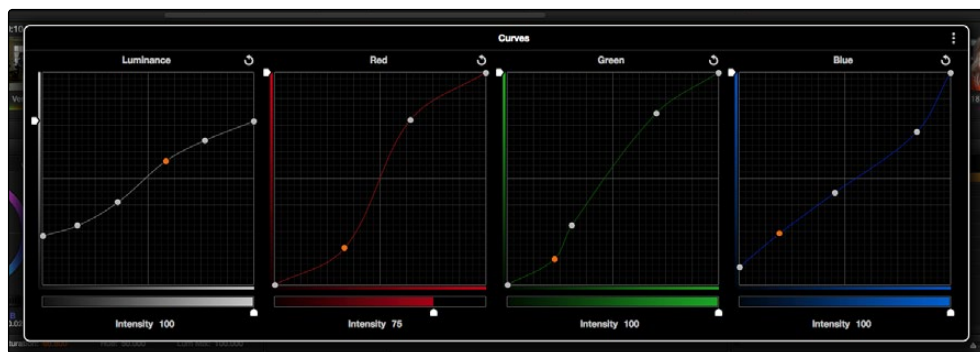 Curves
Luminance
Red
Green
Blue
Intensity 100
Intensity 75
Intensity 100
Intensity 100